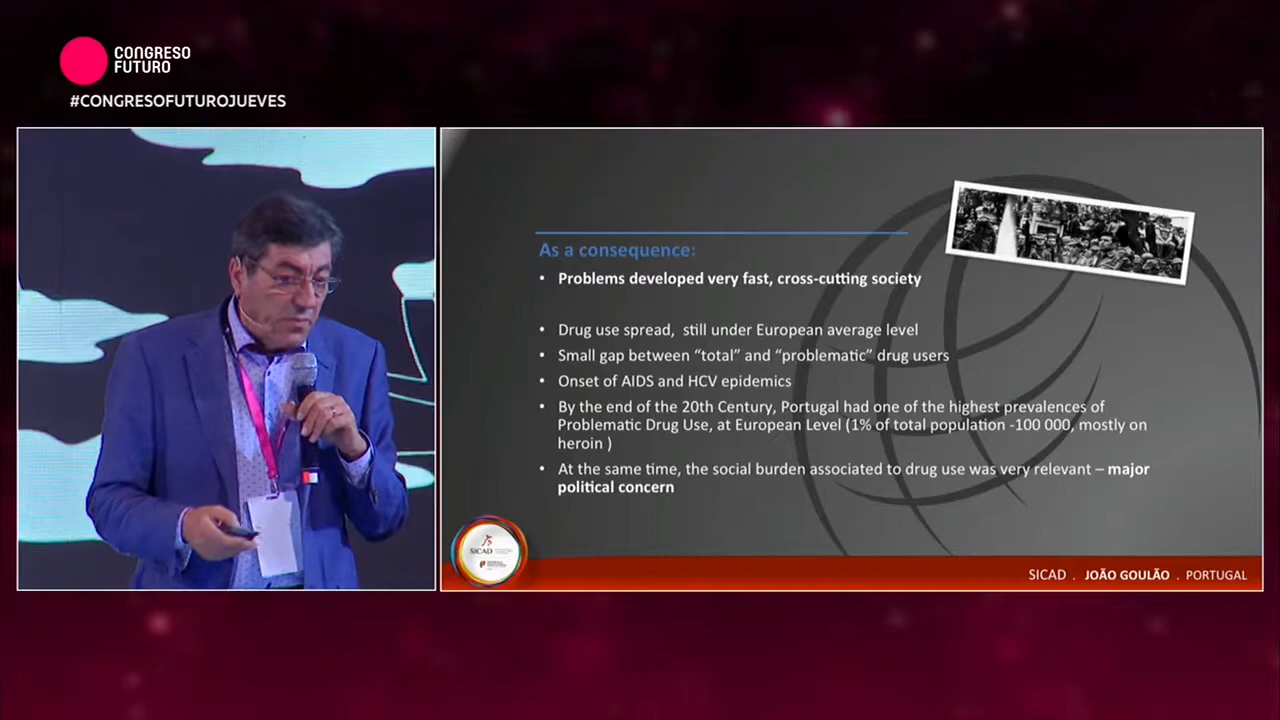 CONGRESO
FUTURO
#CONGRESOFUTUROJUEVES
As a consequence:
• Problems developed very fast, cross-cutting society
• Drug use spread, still under European average level
• Small gap between “total” and “problematic” drug users
• Onset of AIDS and HCV epidemics
• By the end of the 20th Century, Portugal had one of the highest prevalences of
Problematic Drug Use, at European Level (1% of total population -100 000, mostly on
heroin )
• At the same time, the social burden associated to drug use was very relevant – major
political concern
SICAD
SICAD . JOÃO GOULÃO . PORTUGAL